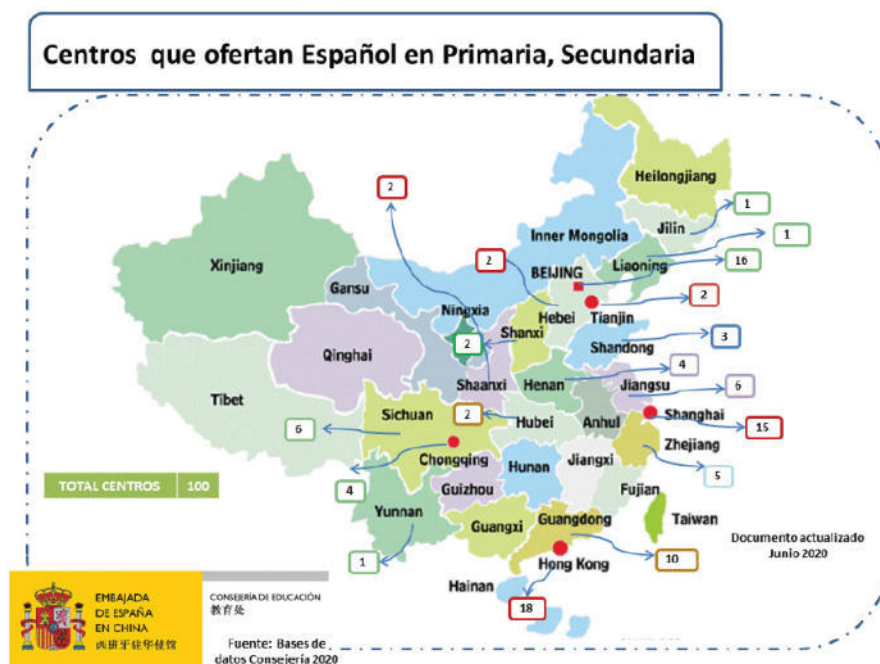 Centros que ofertan Español en Primaria, Secundaria
Heilongjiang
2
1
Jilin
Inner Mongolia
1
Xinjiang
2
BEIJING
Liaoning
16
Gansu
Ningxia
Hebei
Tianjin
2
Shanxi
2
Shandong
3
Qinghai
Shaanxi
Henan
4
Jiangsu
6
Tibet
Sichuan
2
Hubei
Anhul
Shanghai
15
6
Zhejiang
Chongqing
Hunan
Jiangxi
5
TOTAL CENTROS 100
4
Guizhou
Fujian
Yunnan
Guangxi
Guangdong
Taiwan
Documento actualizado
Junio 2020
1
Hong Kong
10
Hainan
18
EMBAJADA
DE ESPAÑA
EN CHINA
西班牙驻华使馆
CONSEJERÍA DE EDUCACIÓN
教育处
Fuente: Bases de
datos Consejería 2020